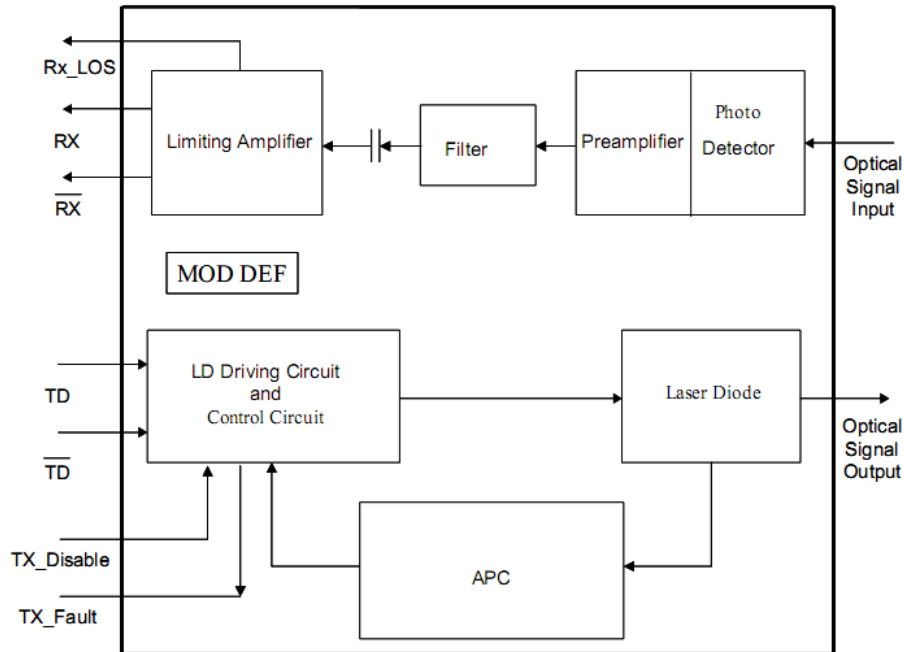 Rx_LOS
RX
RX
Limiting Amplifier
Filter
Preamplifier
Photo
Detector
Optical
Signal
Input
MOD DEF
TD
TD
LD Driving Circuit
and
Control Circuit
Laser Diode
Optical
Signal
Output
TX_Disable
TX_Fault
APC